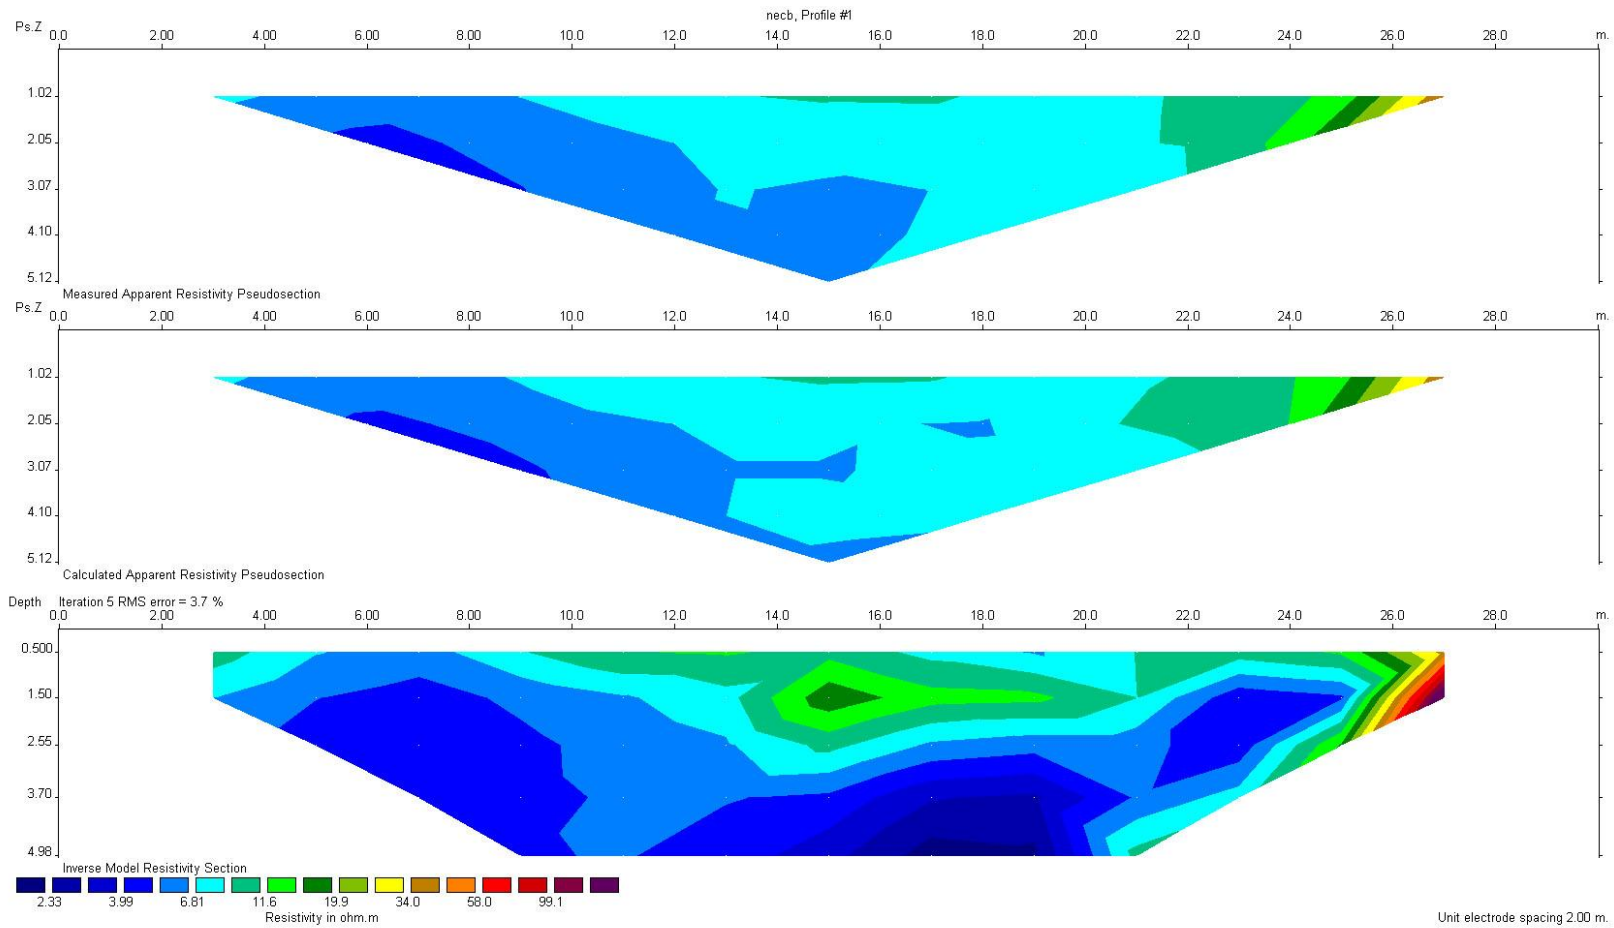 necb, Profile #1
Ps.Z 0.0 2.00 4.00 6.00 8.00 10.0 12.0 14.0 16.0 18.0 20.0 22.0 24.0 26.0 28.0 m.
1.02
2.05
3.07
4.10
5.12
Measured Apparent Resistivity Pseudosection
Ps.Z 0.0 2.00 4.00 6.00 8.00 10.0 12.0 14.0 16.0 18.0 20.0 22.0 24.0 26.0 28.0 m.
1.02
2.05
3.07
4.10
5.12
Calculated Apparent Resistivity Pseudosection
Depth Iteration 5 RMS error = 3.7 %
0.0 2.00 4.00 6.00 8.00 10.0 12.0 14.0 16.0 18.0 20.0 22.0 24.0 26.0 28.0 m.
0.500
1.50
2.55
3.70
4.98
Inverse Model Resistivity Section
2.33 3.99 6.81 11.6 19.9 34.0 58.0 99.1
Resistivity in ohm.m
Unit electrode spacing 2.00 m.